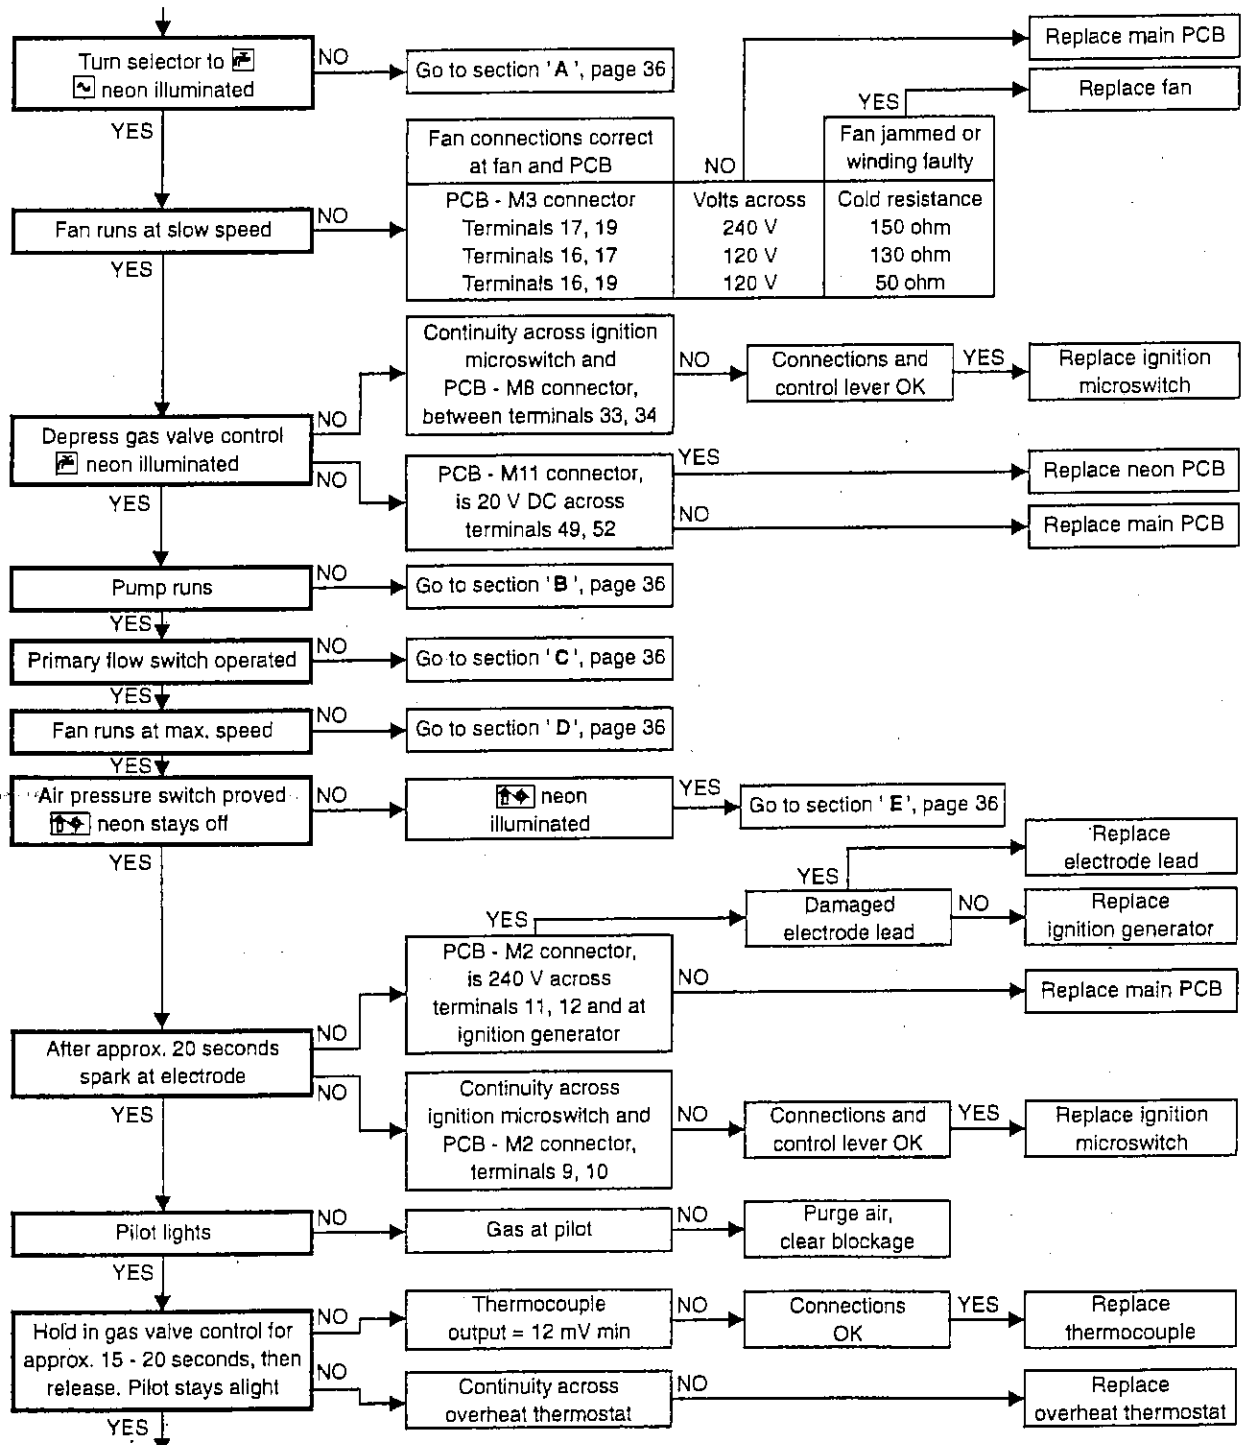 Turn selector to
neon illuminated
NO
Go to section 'A', page 36
Replace main PCB
Replace fan
YES
YES
Fan connections correct
at fan and PCB
NO
Fan jammed or
winding faulty
PCB - M3 connector
Volts across
Cold resistance
Terminals 17, 19
240 V
150 ohm
Terminals 16, 17
120 V
130 ohm
Terminals 16, 19
120 V
50 ohm
Fan runs at slow speed
NO
YES
Continuity across ignition
microswitch and
PCB - M8 connector,
between terminals 33, 34
NO
Connections and
control lever OK
YES
Replace ignition
microswitch
NO
Depress gas valve control
neon illuminated
NO
PCB - M11 connector,
is 20 V DC across
terminals 49, 52
YES
Replace neon PCB
NO
Replace main PCB
YES
Pump runs
NO
Go to section 'B', page 36
YES
Primary flow switch operated
NO
Go to section 'C', page 36
YES
Fan runs at max. speed
NO
Go to section 'D', page 36
YES
Air pressure switch proved
neon stays off
NO
neon
illuminated
YES
Go to section 'E', page 36
YES
Replace
electrode lead
YES
Damaged
electrode lead
NO
Replace
ignition generator
YES
PCB - M2 connector,
is 240 V across
terminals 11, 12 and at
ignition generator
NO
Replace main PCB
NO
After approx. 20 seconds
spark at electrode
NO
Continuity across
ignition microswitch and
PCB - M2 connector,
terminals 9, 10
NO
Connections and
control lever OK
YES
Replace ignition
microswitch
YES
Pilot lights
NO
Gas at pilot
NO
Purge air,
clear blockage
YES
Hold in gas valve control for
approx. 15 - 20 seconds, then
release. Pilot stays alight
NO
Thermocouple
output = 12 mV min
NO
Connections
OK
YES
Replace
thermocouple
NO
Continuity across
overheat thermostat
NO
Replace
overheat thermostat
YES